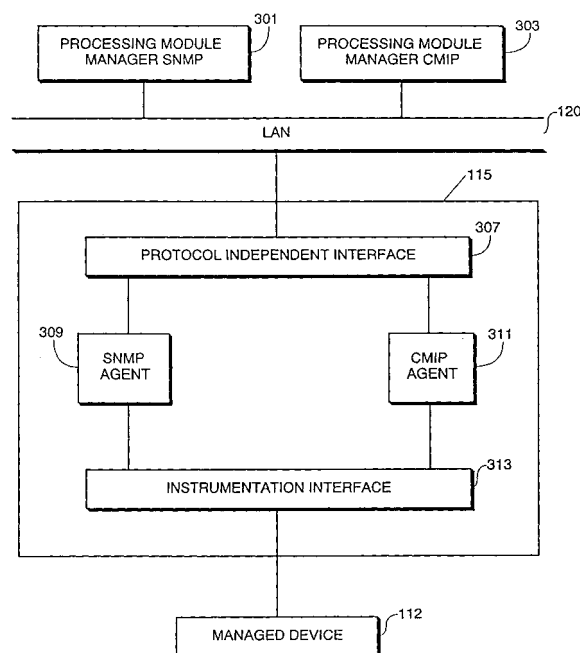 301
303
PROCESSING MODULE
MANAGER SNMP
PROCESSING MODULE
MANAGER CMIP
120
LAN
115
307
PROTOCOL INDEPENDENT INTERFACE
309
SNMP
AGENT
311
CMIP
AGENT
313
INSTRUMENTATION INTERFACE
112
MANAGED DEVICE